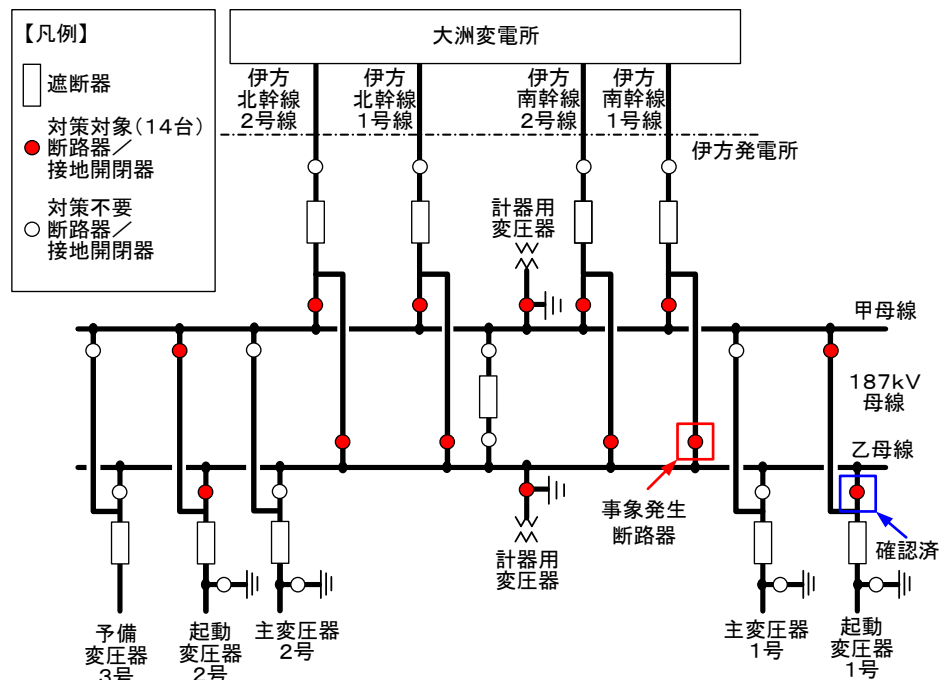 【凡例】
遮断器
対策対象(14台)
断路器／
接地開閉器
対策不要
断路器／
接地開閉器
大洲変電所
伊方
北幹線
2号線
伊方
北幹線
1号線
伊方
南幹線
2号線
伊方
南幹線
1号線
伊方発電所
計器用
変圧器
甲母線
187kV
母線
乙母線
事象発生
断路器
確認済
計器用
変圧器
予備
変圧器
3号
起動
変圧器
2号
主変圧器
2号
主変圧器
1号
起動
変圧器
1号